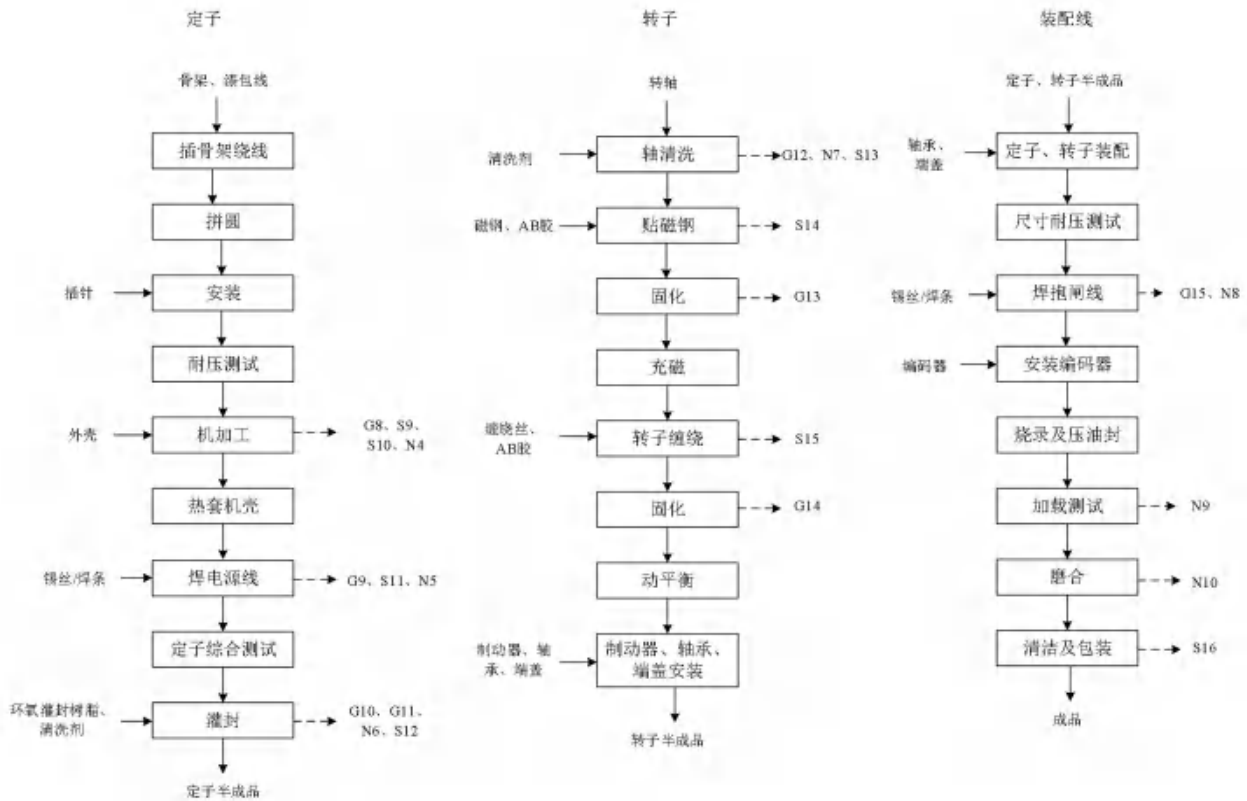 定子
骨架、漆包线
插骨架绕线
拼圆
插针
安装
耐压测试
外壳
机加工
G8、S9、
S10、N4
热套机壳
锡丝/焊条
焊电源线
G9、S11、N5
定子综合测试
环氧灌封树脂、
清洗剂
灌封
G10、G11、
N6、S12
定子半成品
转子
转轴
清洗剂
轴清洗
G12、N7、S13
磁钢、AB胶
贴磁钢
S14
固化
G13
充磁
缠绕丝、
AB胶
转子缠绕
S15
固化
G14
动平衡
制动器、轴
承、端盖
制动器、轴承、
端盖安装
转子半成品
装配线
定子、转子半成品
轴承、
端盖
定子、转子装配
尺寸耐压测试
锡丝/焊条
焊抱闸线
G15、N8
编码器
安装编码器
烧录及压油封
加载测试
N9
磨合
N10
清洁及包装
S16
成品